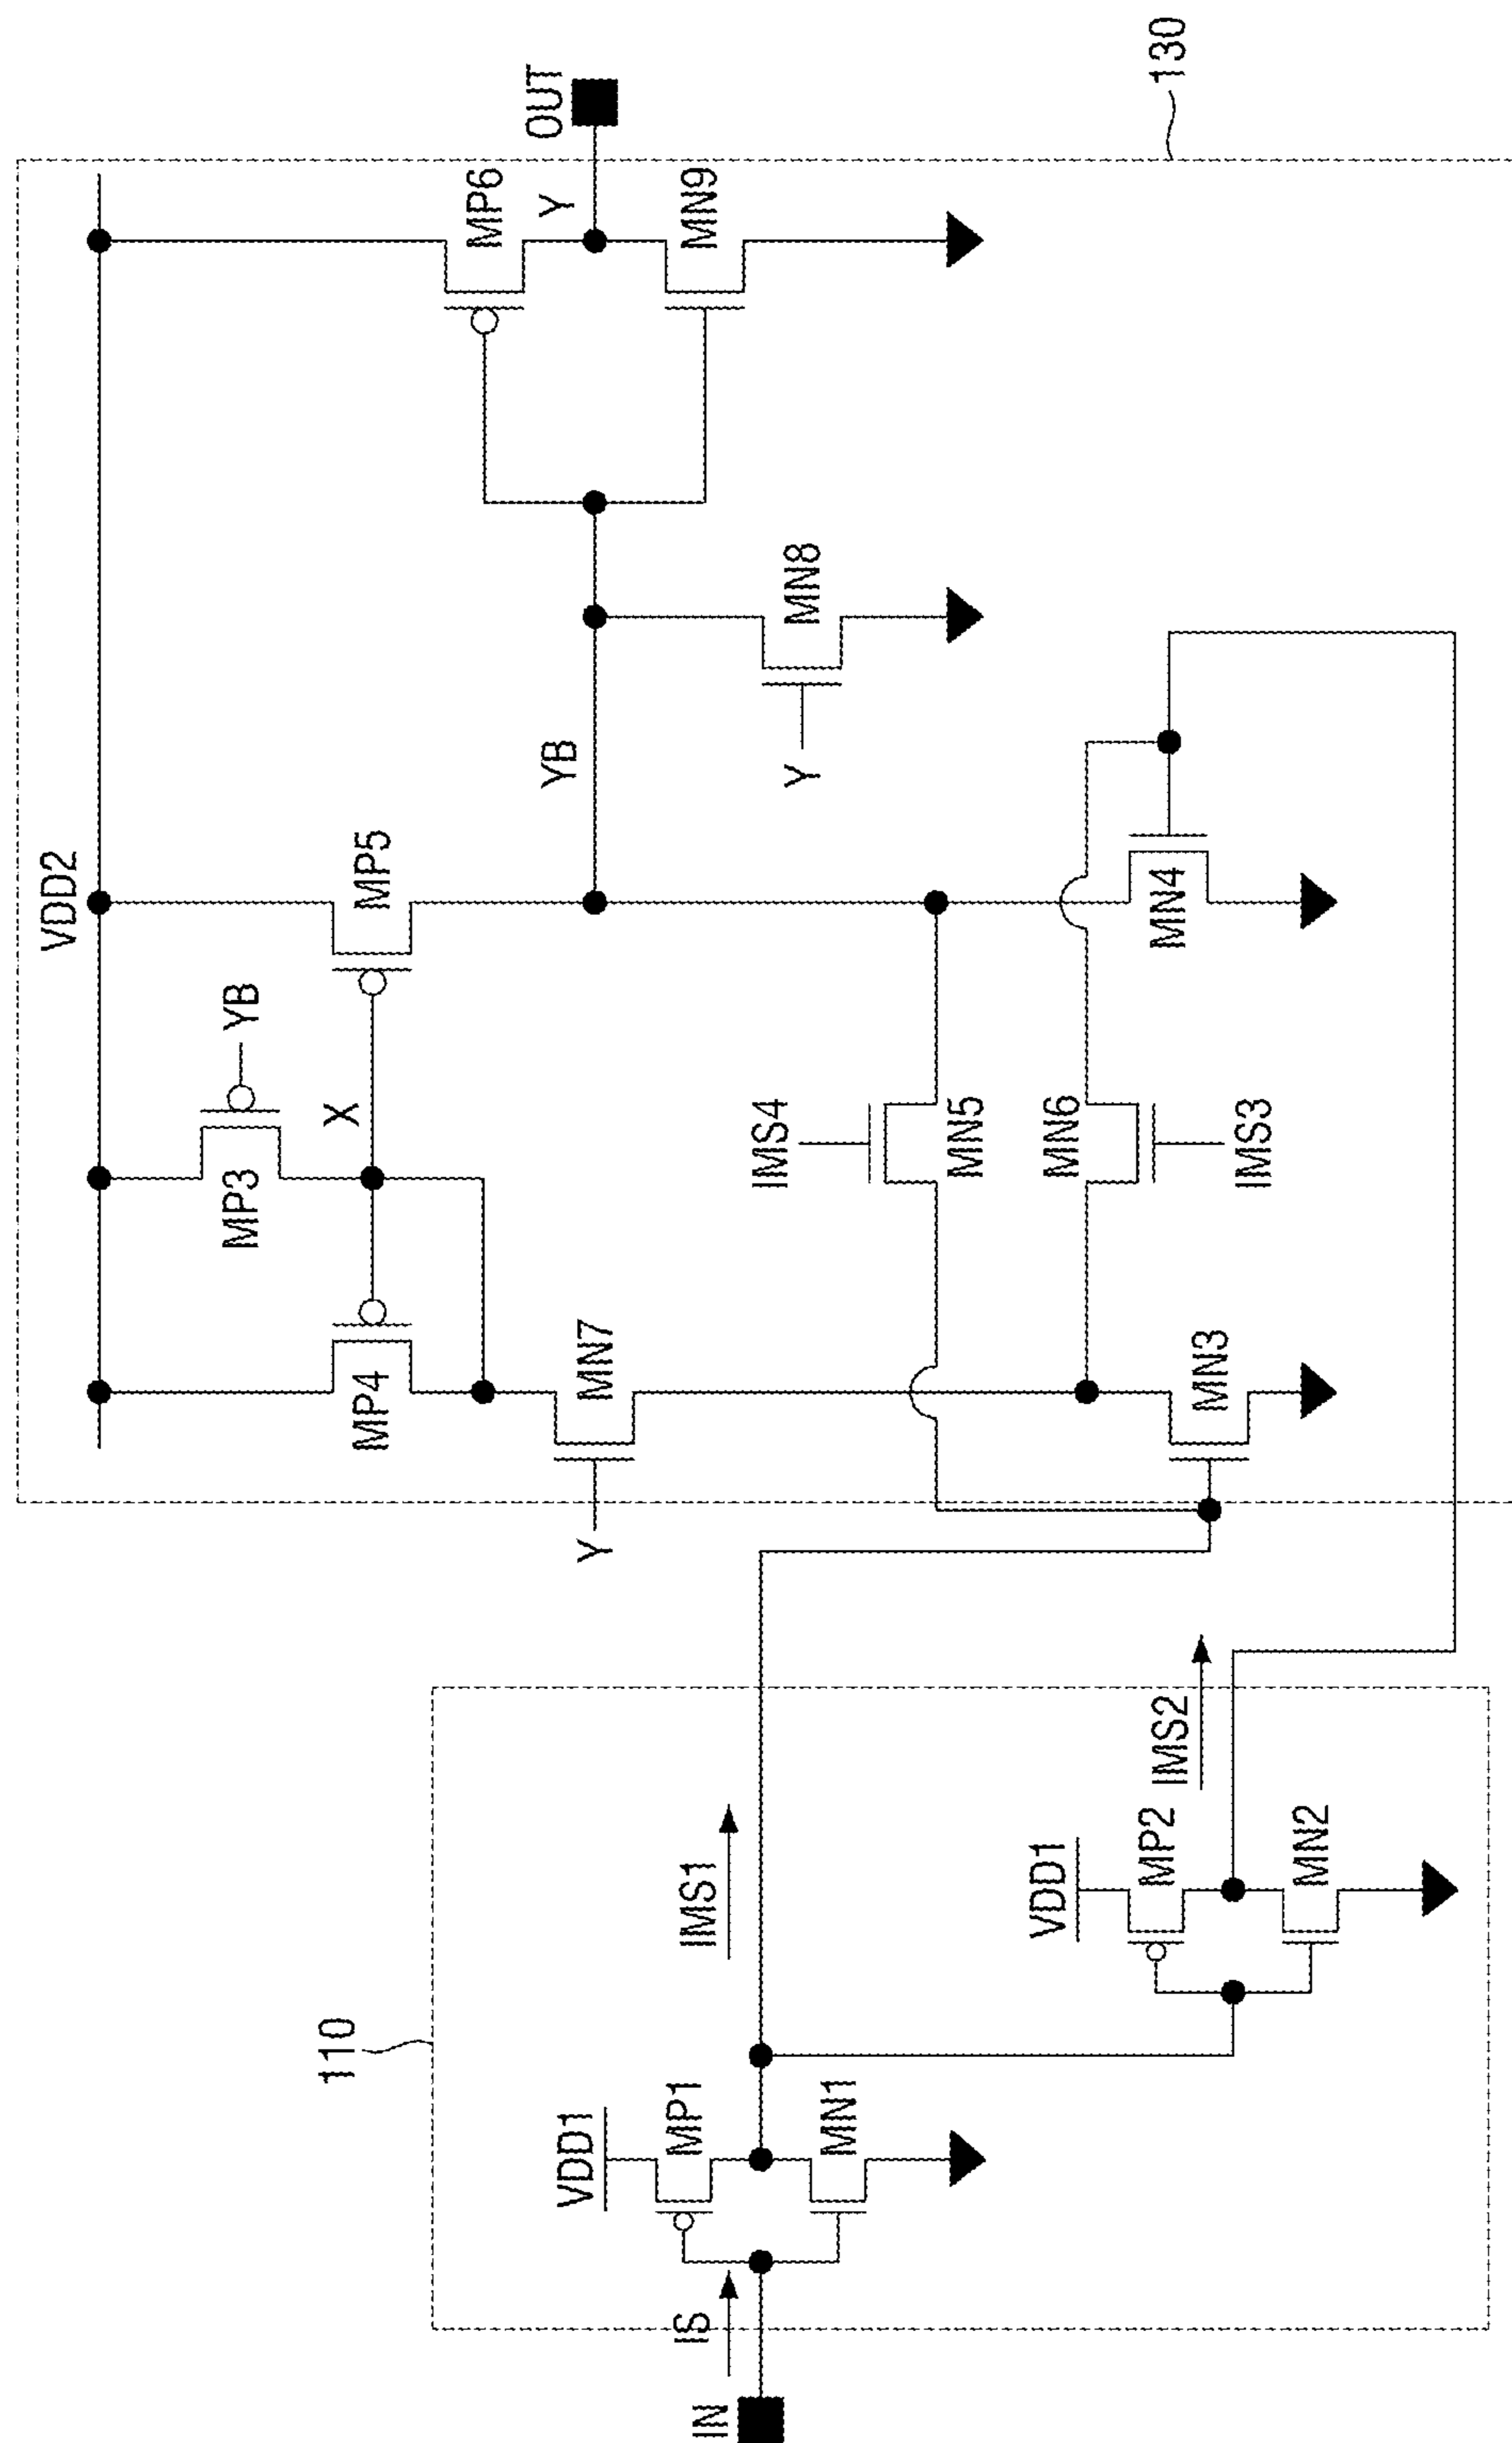 VDD2
YB
MP3
MP4
X
MP5
MP6
OUT
Y
YB
MN9
Y
MN7
Y
MN8
IMS4
MN5
MN6
IMS3
MN3
MN4
130
110
VDD1
MP1
IS
IN
MN1
IMS1
VDD1
MP2
IMS2
MN2